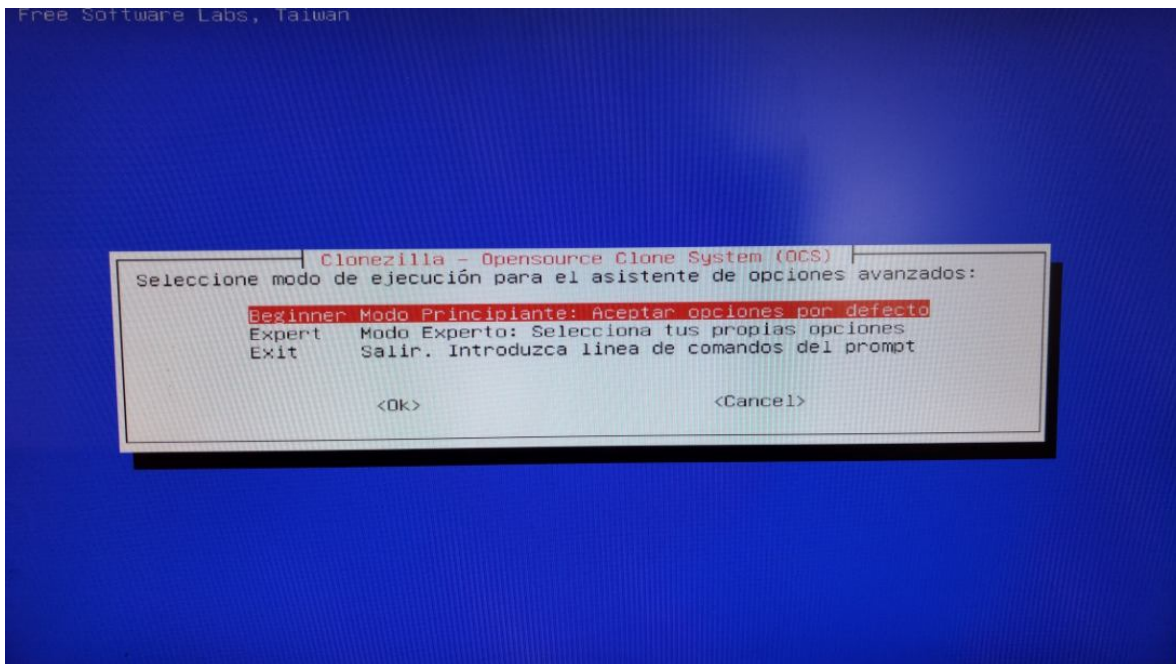 Free Software Labs, Taiwan
Clonezilla - Opensource Clone System (OCS)
Seleccione modo de ejecución para el asistente de opciones avanzados:
Beginner Modo Principiante: Aceptar opciones por defecto
Expert Modo Experto: Selecciona tus propias opciones
Exit Salir. Introduzca linea de comandos del prompt
<Ok> <Cancel>